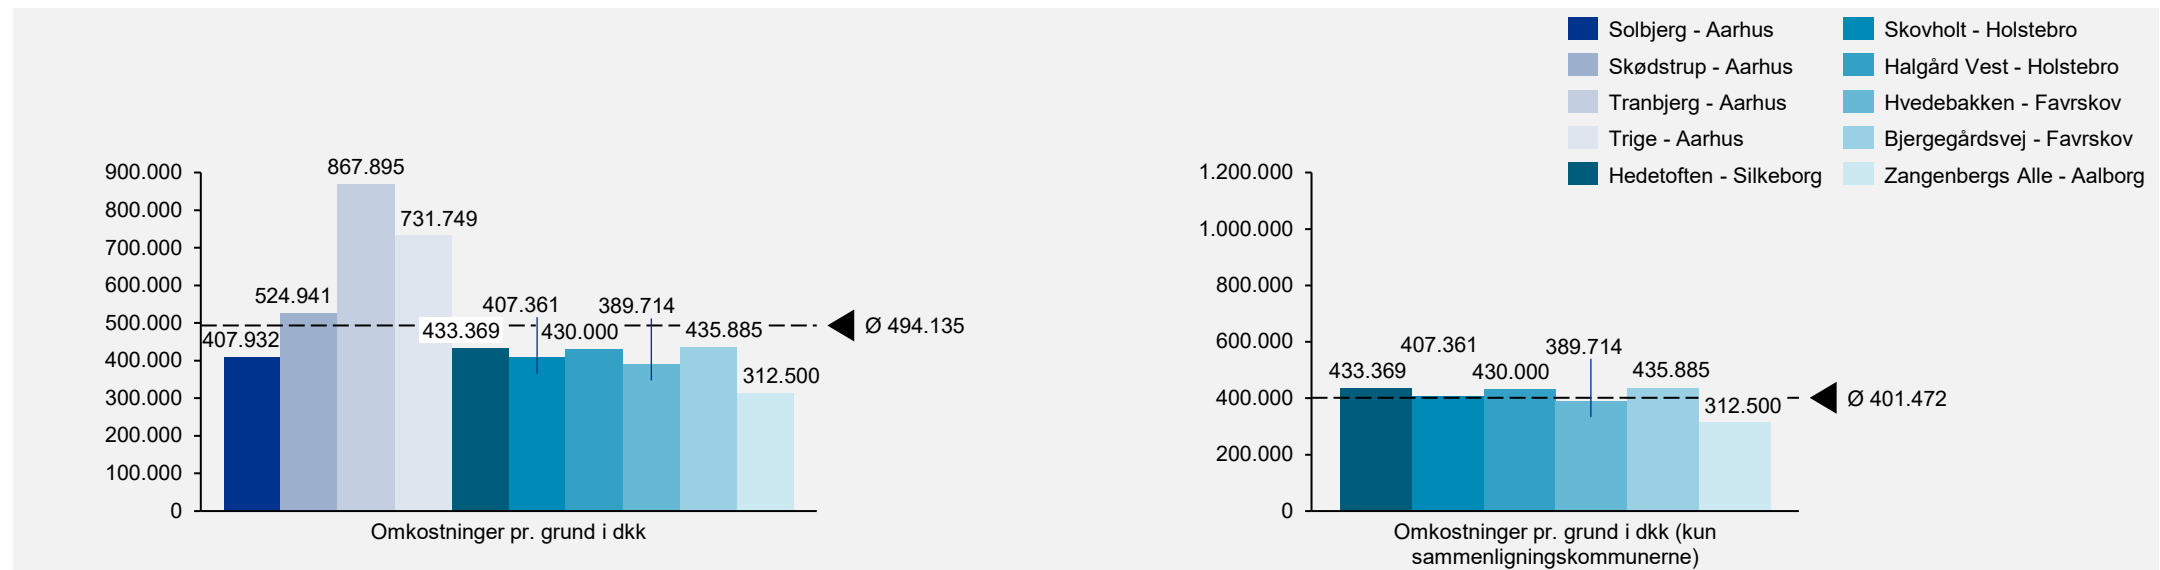 Solbjerg - Aarhus
Skødstrup - Aarhus
Tranbjerg - Aarhus
Trige - Aarhus
Hedetoften - Silkeborg
Skovholt - Holstebro
Halgård Vest - Holstebro
Hvedebakken - Favrskov
Bjergegårdsvej - Favrskov
Zangenbergs Alle - Aalborg
900.000
800.000
700.000
600.000
500.000
400.000
300.000
200.000
100.000
0
407.932
524.941
867.895
731.749
433.369
407.361
430.000
389.714
435.885
312.500
Ø 494.135
Omkostninger pr. grund i dkk
1.200.000
1.000.000
800.000
600.000
400.000
200.000
0
433.369
407.361
430.000
389.714
435.885
312.500
Ø 401.472
Omkostninger pr. grund i dkk (kun
sammenligningskommunerne)